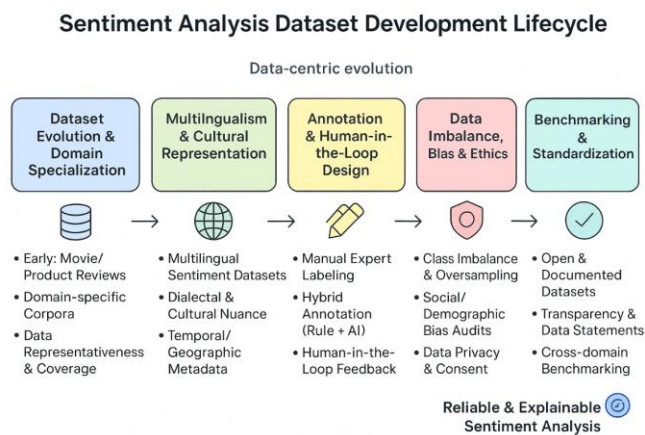 Sentiment Analysis Dataset Development Lifecycle
Data-centric evolution
Dataset
Evolution &
Domain
Specialization
Multilngualism
& Cultural
Representation
Annotation
& Human-in-
the-Loop
Design
Data
Imbalance,
Blas & Ethics
Benchmarking
&
Standardization
• Early: Movie/
Product Reviews
• Domain-specific
Corpora
• Data
Representativeness
& Coverage
• Multilingual
Sentiment Datasets
• Dialectal &
Cultural Nuance
• Temporal/
Geographic
Metadata
• Manual Expert
Labeling
• Hybrid
Annotation
(Rule + AI)
• Human-in-the-
Loop Feedback
• Class Imbalance
& Oversampling
• Social/
Demographic
Bias Audits
• Data Privacy
& Consent
• Open &
Documented
Datasets
• Transparency &
Data Statements
• Cross-domain
Benchmarking
Reliable & Explainable
Sentiment Analysis